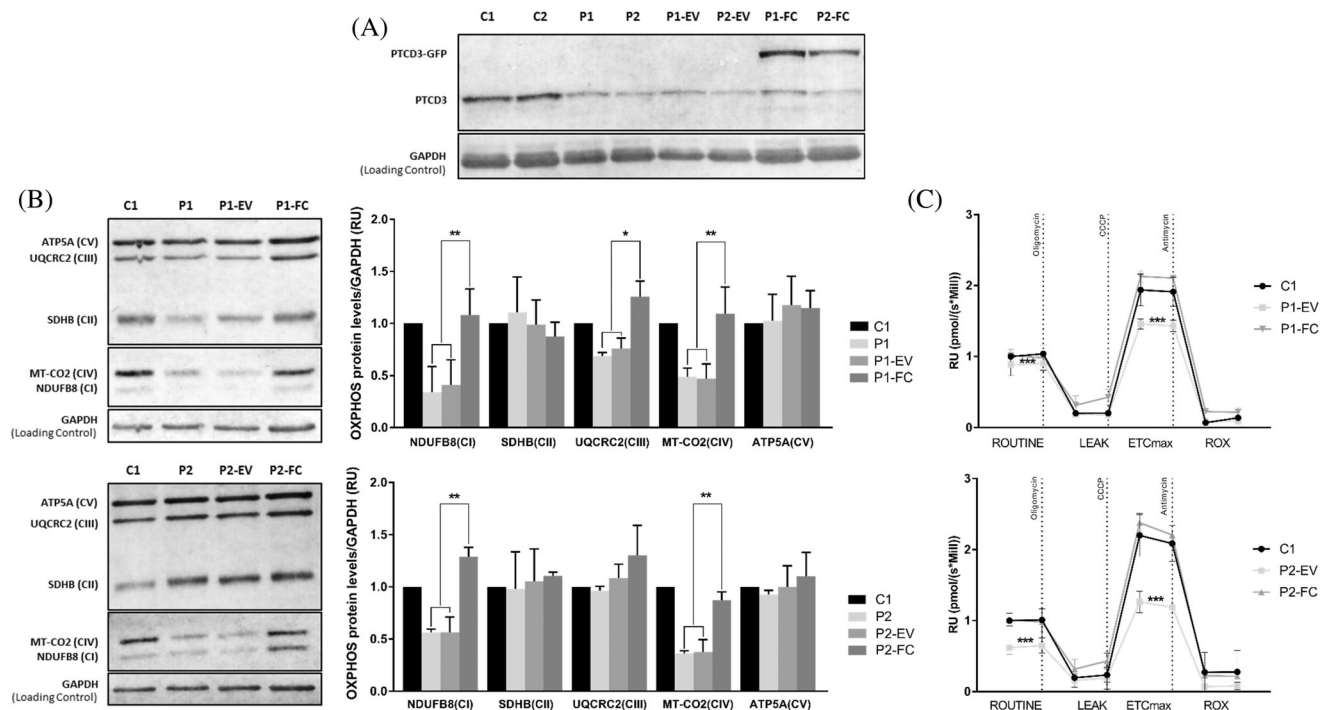 (A)
C1 C2 P1 P2 P1-EV P2-EV P1-FC P2-FC
PTCD3-GFP
PTCD3
GAPDH
(Loading Control)
(B)
C1 P1 P1-EV P1-FC
ATP5A (CV)
UQCRC2 (CIII)
SDHB (CII)
MT-CO2 (CIV)
NDUFB8 (CI)
GAPDH
(Loading Control)
OXPHOS protein levels/GAPDH (RU)
2.0
1.5
1.0
0.5
0.0
** * **
NDUFB8(CI) SDHB(CII) UQCRC2(CIII) MT-CO2(CIV) ATP5A(CV)
C1
P1
P1-EV
P1-FC
(C)
RU (pmol/(s*Mill))
3
2
1
0
Oligomycin
CCCP
Antimycin
***
***
ROUTINE LEAK ETCmax ROX
C1
P1-EV
P1-FC
C1 P2 P2-EV P2-FC
ATP5A (CV)
UQCRC2 (CIII)
SDHB (CII)
MT-CO2 (CIV)
NDUFB8 (CI)
GAPDH
(Loading Control)
OXPHOS protein levels/GAPDH (RU)
2.0
1.5
1.0
0.5
0.0
** **
NDUFB8(CI) SDHB(CII) UQCRC2(CIII) MT-CO2(CIV) ATP5A(CV)
C1
P2
P2-EV
P2-FC
RU (pmol/(s*Mill))
3
2
1
0
Oligomycin
CCCP
Antimycin
***
***
ROUTINE LEAK ETCmax ROX
C1
P2-EV
P2-FC